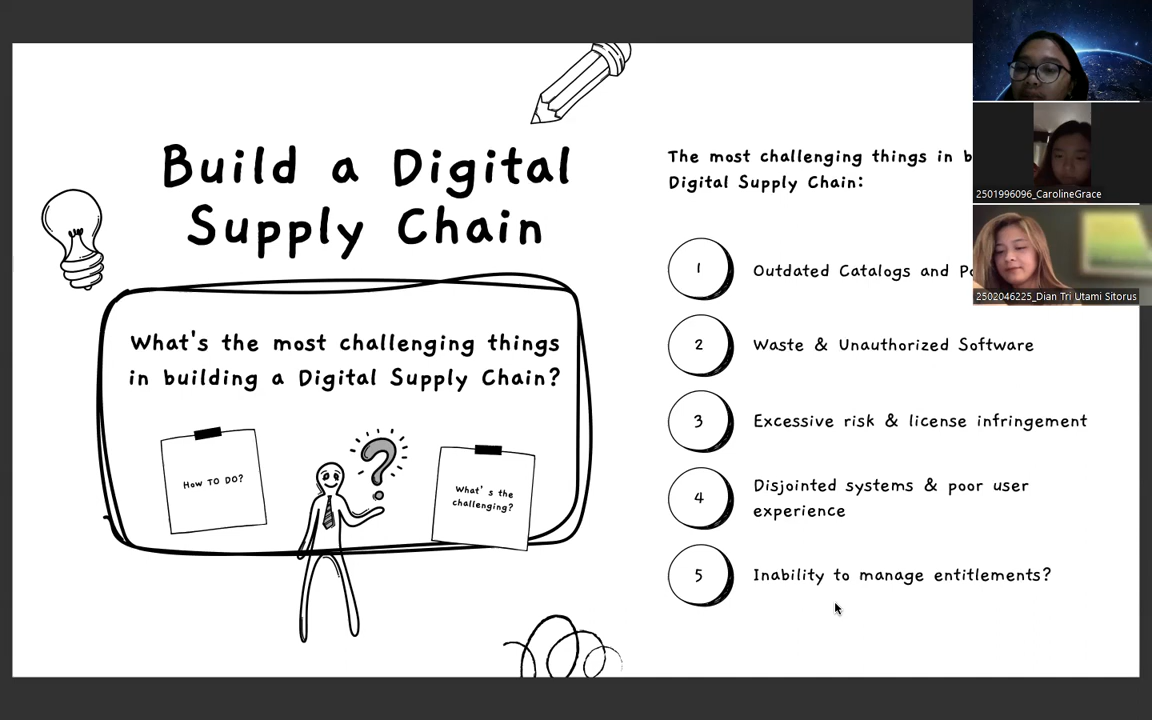 Build a Digital
Supply Chain
What's the most challenging things
in building a Digital Supply Chain?
HOW TO DO?
What's the
challenging?
The most challenging things in
Digital Supply Chain:
1
Outdated Catalogs and
2
Waste & Unauthorized Software
3
Excessive risk & license infringement
4
Disjointed systems & poor user
experience
5
Inability to manage entitlements?
2501996096_CarolineGrace
2502046225_Dian Tri Utami Sitorus